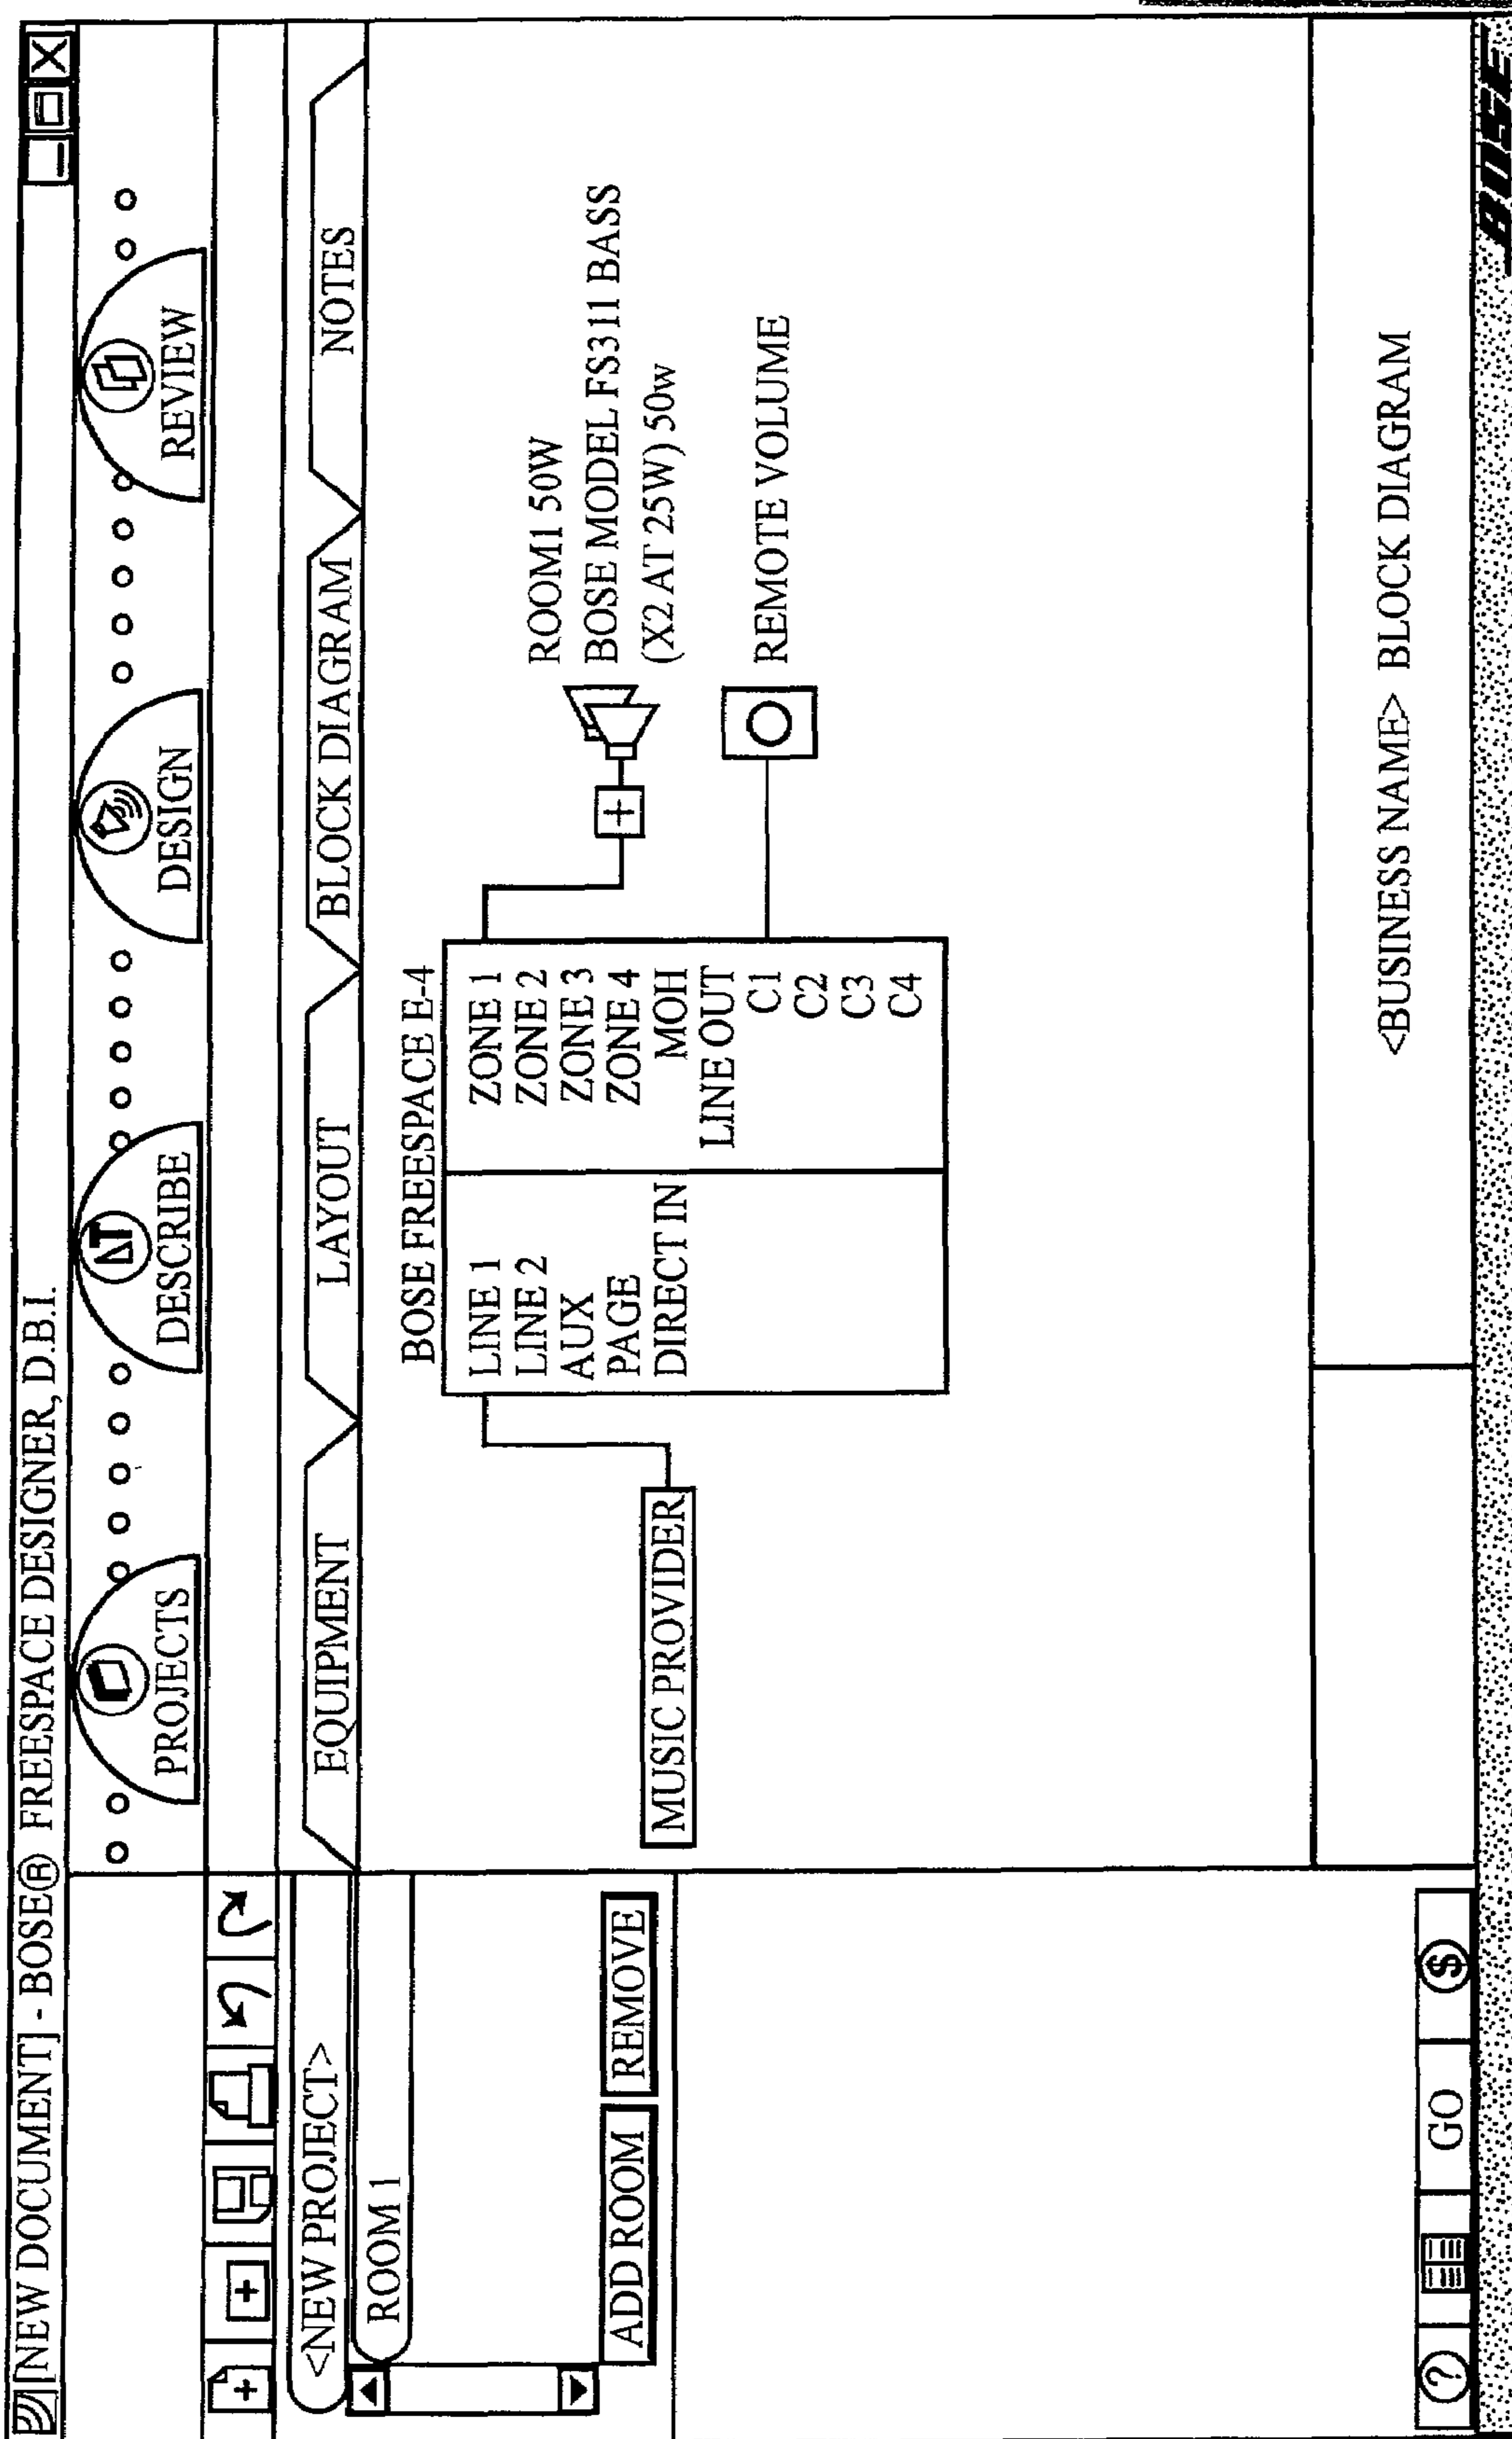 [NEW DOCUMENT] - BOSE® FREESPACE DESIGNER, D.B.I.
PROJECTS
DESCRIBE
ΔT
DESIGN
REVIEW
<NEW PROJECT>
ROOM 1
ADD ROOM
REMOVE
EQUIPMENT
LAYOUT
BLOCK DIAGRAM
NOTES
BOSE FREESPACE E-4
LINE 1
LINE 2
AUX
PAGE
DIRECT IN
ZONE 1
ZONE 2
ZONE 3
ZONE 4
MOH
LINE OUT
C1
C2
C3
C4
MUSIC PROVIDER
ROOM1 50W
BOSE MODEL FS311 BASS
(X2 AT 25W) 50w
REMOTE VOLUME
?
GO
$
<BUSINESS NAME> BLOCK DIAGRAM
BOSE